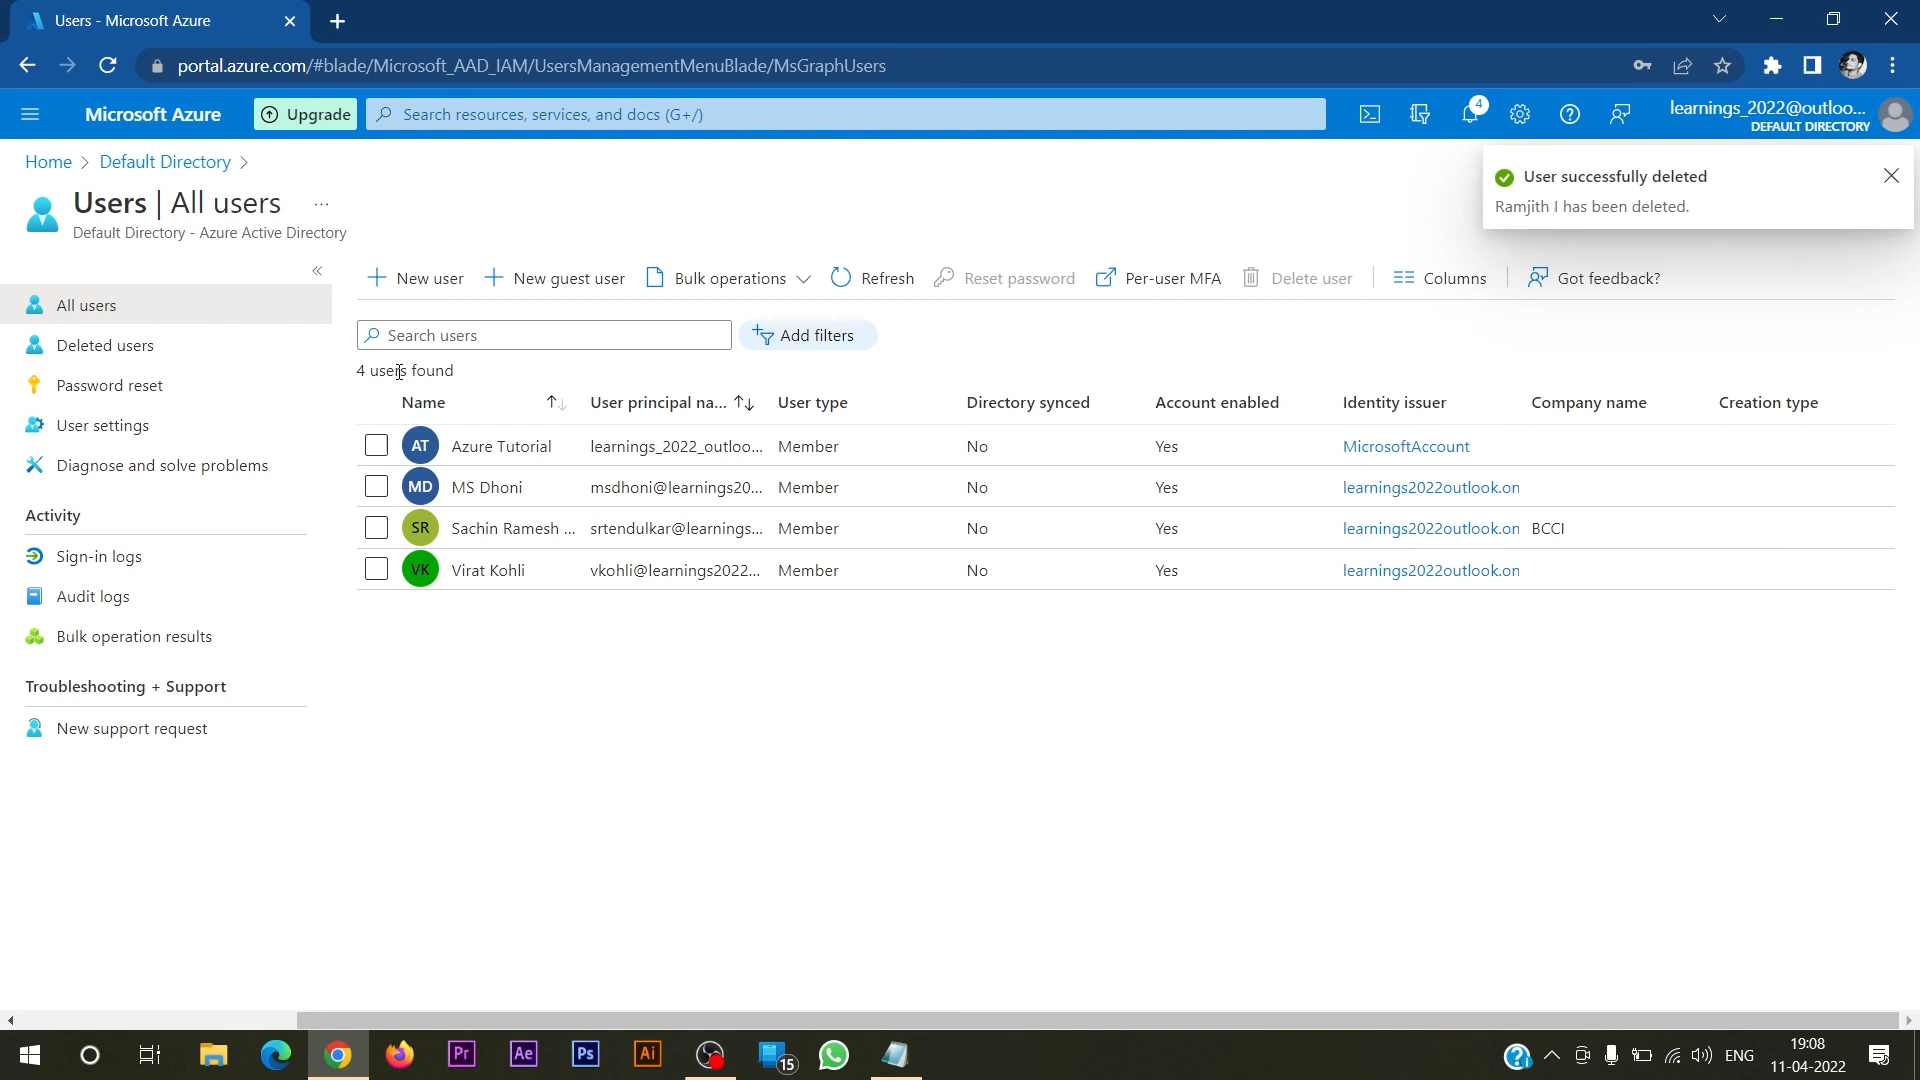 Users - Microsoft Azure
portal.azure.com/#blade/Microsoft_AAD_IAM/UsersManagementMenuBlade/MsGraphUsers
Microsoft Azure
Upgrade
Search resources, services, and docs (G+/)
4
learnings_2022@outloo...
DEFAULT DIRECTORY
Home > Default Directory >
Users | All users ...
Default Directory - Azure Active Directory
User successfully deleted
Ramjith I has been deleted.
«
All users
Deleted users
Password reset
User settings
Diagnose and solve problems
Activity
Sign-in logs
Audit logs
Bulk operation results
Troubleshooting + Support
New support request
New user
New guest user
Bulk operations
Refresh
Reset password
Per-user MFA
Delete user
Columns
Got feedback?
Search users
Add filters
4 users found
Name User principal na... User type Directory synced Account enabled Identity issuer Company name Creation type
AT Azure Tutorial learnings_2022_outloo... Member No Yes MicrosoftAccount
MD MS Dhoni msdhoni@learnings20... Member No Yes learnings2022outlook.on
SR Sachin Ramesh ... srtendulkar@learnings... Member No Yes learnings2022outlook.on BCCI
VK Virat Kohli vkohli@learnings2022... Member No Yes learnings2022outlook.on
Pr
Ae
Ps
Ai
15
ENG
19:08
11-04-2022